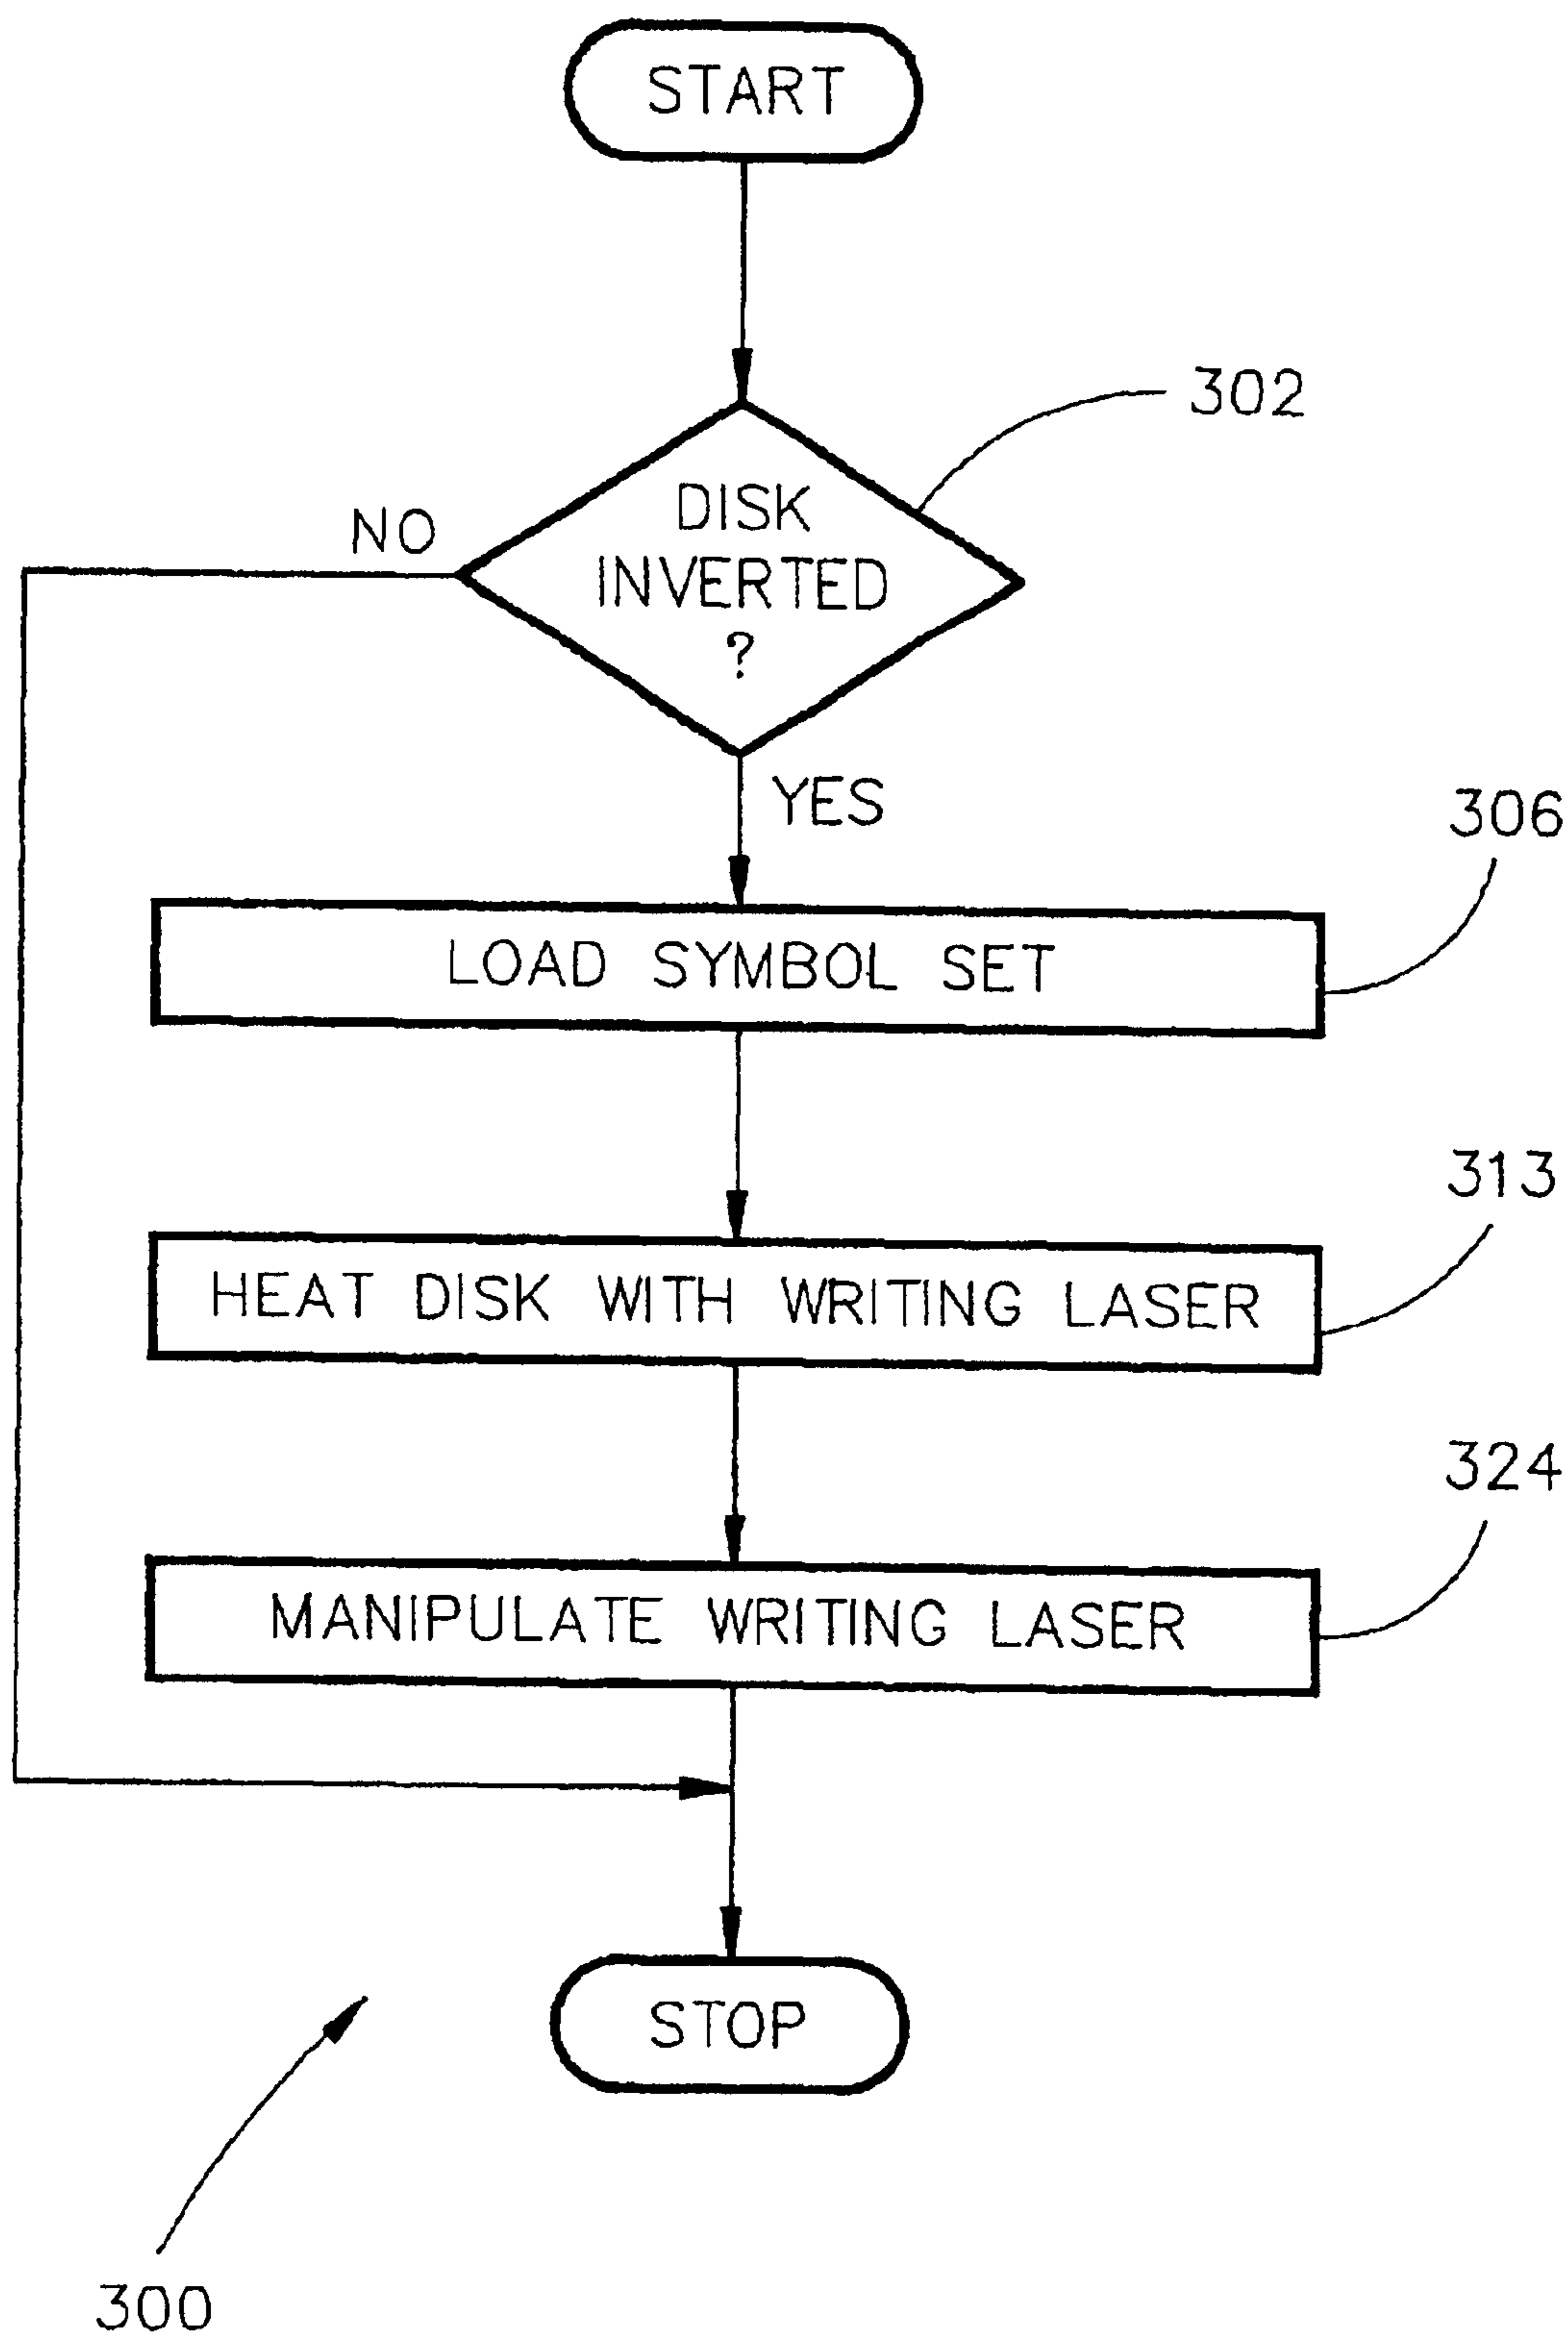 START
302
NO
DISK
INVERTED
?
YES
306
LOAD SYMBOL SET
313
HEAT DISK WITH WRITING LASER
324
MANIPULATE WRITING LASER
STOP
300